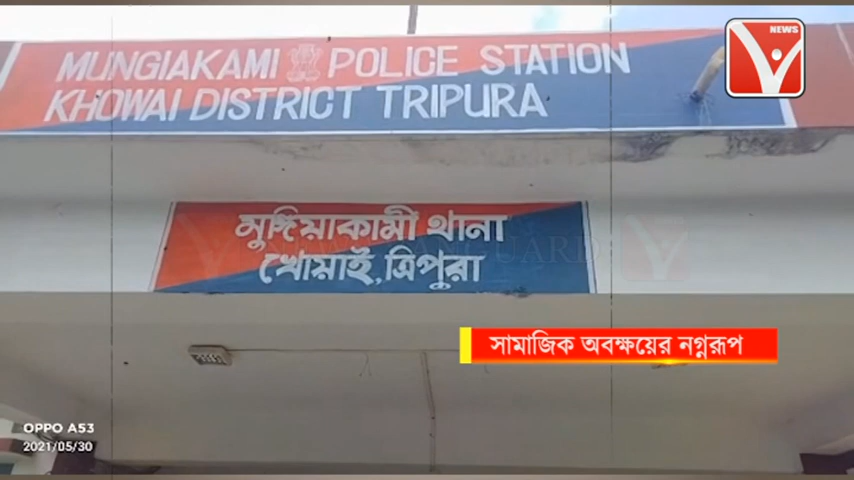 NEWS
MUNGIAKAMI POLICE STATION
KHOWAI DISTRICT TRIPURA
মুঙ্গিয়াকামী থানা
খোয়াই, ত্রিপুরা
সামাজিক অবক্ষয়ের নগ্নরূপ
OPPO A53
2021/05/30